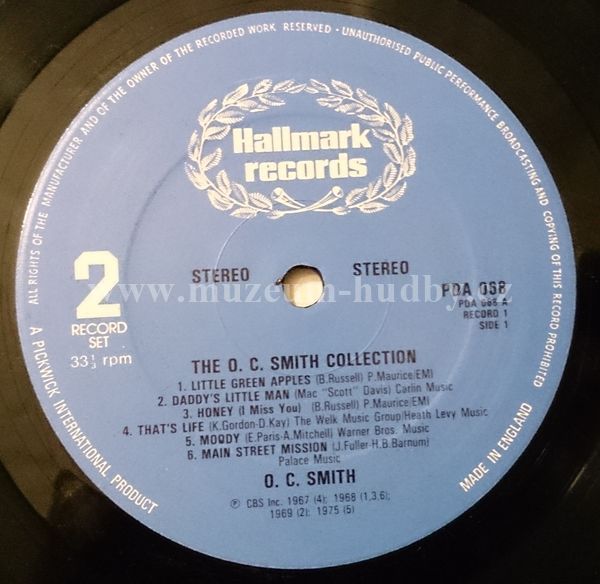 ALL RIGHTS OF THE MANUFACTURER AND OF THE OWNER OF THE RECORDED WORK RESERVED - UNAUTHORISED PUBLIC PERFORMANCE BROADCASTING AND COPYING OF THIS RECORD PROHIBITED
Hallmark
records
STEREO STEREO
2
RECORD
SET
33⅓ rpm
PDA 058
RECORD 1
SIDE 1
www.muzeum-hudby.cz
THE O. C. SMITH COLLECTION
1. LITTLE GREEN APPLES (B.Russell) P.Maurice/EMI
2. DADDY'S LITTLE MAN (Mac "Scott" Davis) Carlin Music
3. HONEY (I Miss You) (B.Russell) P.Maurice/EMI
4. THAT'S LIFE (K.Gordon-D.Kay) The Welk Music Group/Heath Levy Music
5. MOODY (E.Paris-A.Mitchell) Warner Bros. Music
6. MAIN STREET MISSION (J.Fuller-H.B.Barnum)
Palace Music
O. C. SMITH
℗ CBS Inc. 1967 (4); 1968 (1,3,6);
1969 (2); 1975 (5)
A PICKWICK INTERNATIONAL PRODUCT
MADE IN ENGLAND